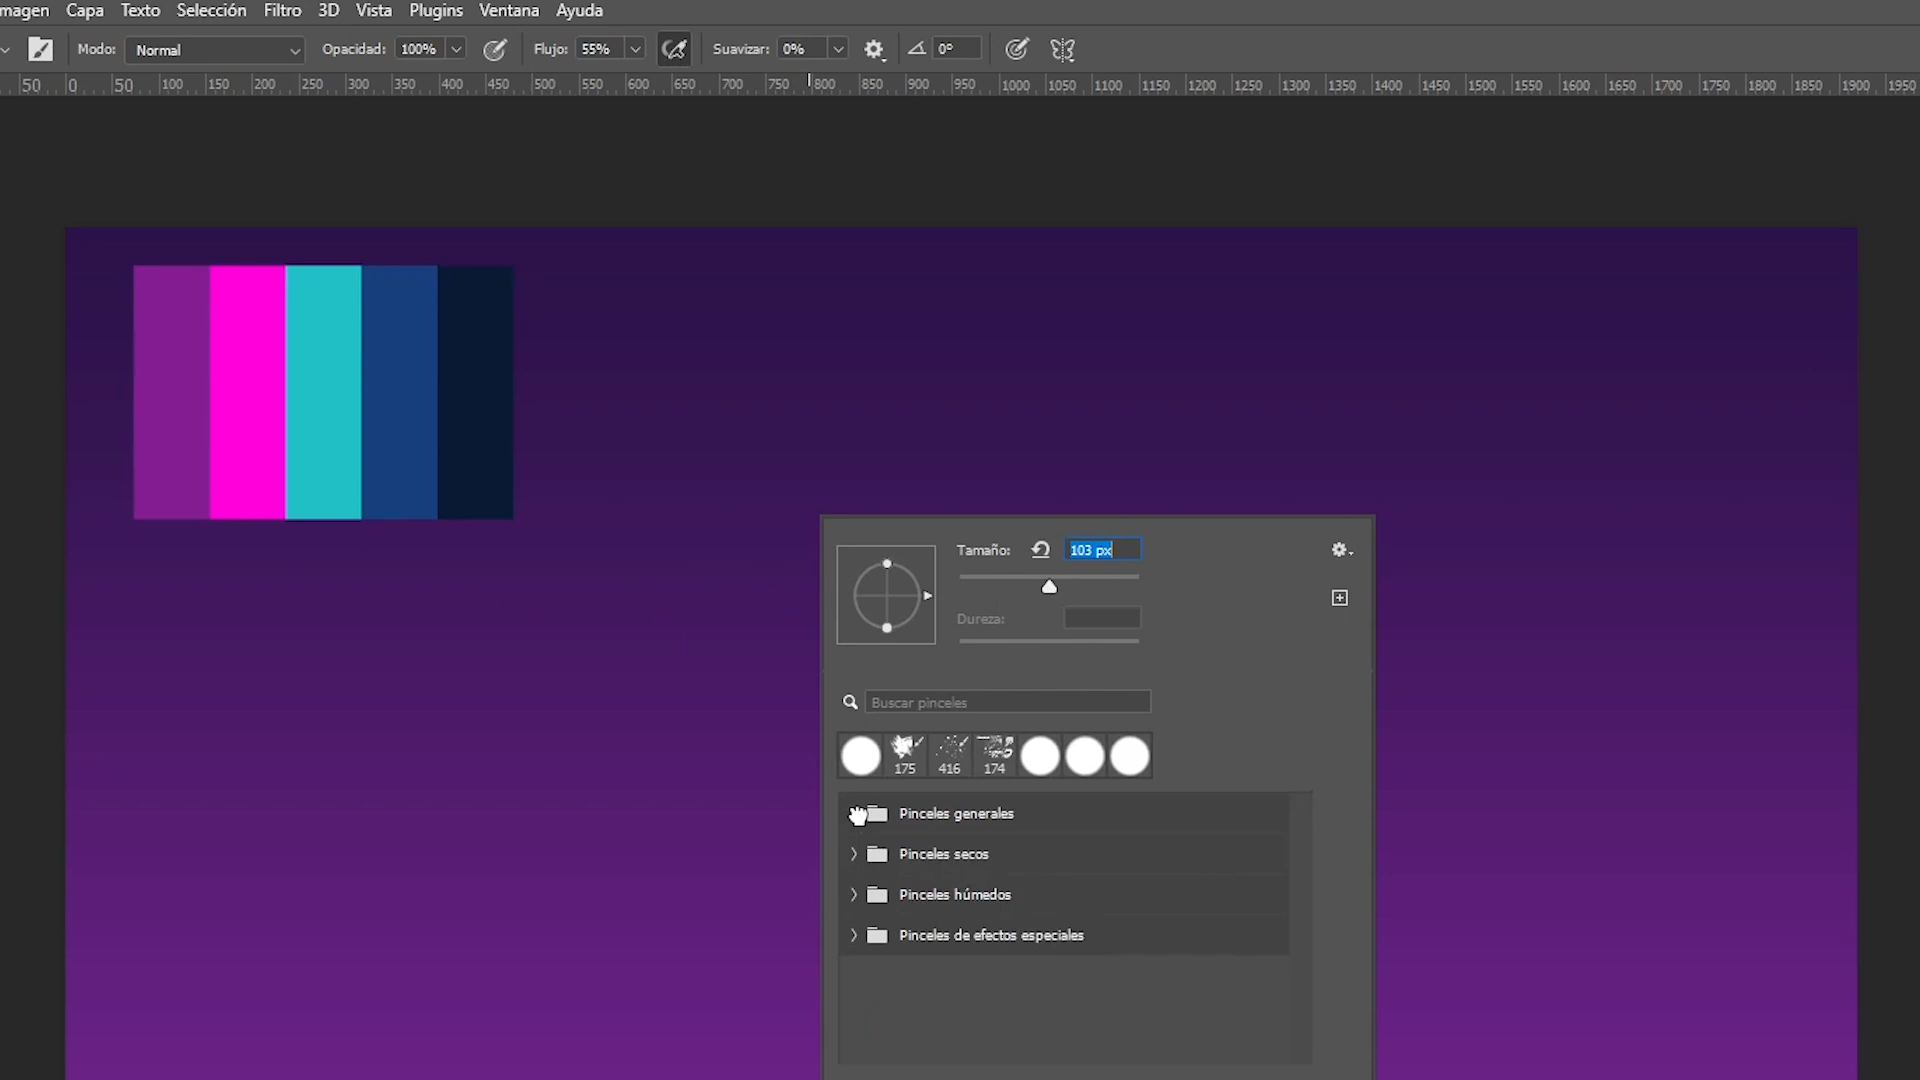 magen Capa Texto Selección Filtro 3D Vista Plugins Ventana Ayuda
Modo: Normal Opacidad: 100% Flujo: 55% Suavizar: 0% 0°
50 0 50 100 150 200 250 300 350 400 450 500 550 600 650 700 750 800 850 900 950 1000 1050 1100 1150 1200 1250 1300 1350 1400 1450 1500 1550 1600 1650 1700 1750 1800 1850 1900 1950
Tamaño: 103 px
Dureza:
Buscar pinceles
175 416 174
Pinceles generales
Pinceles secos
Pinceles húmedos
Pinceles de efectos especiales